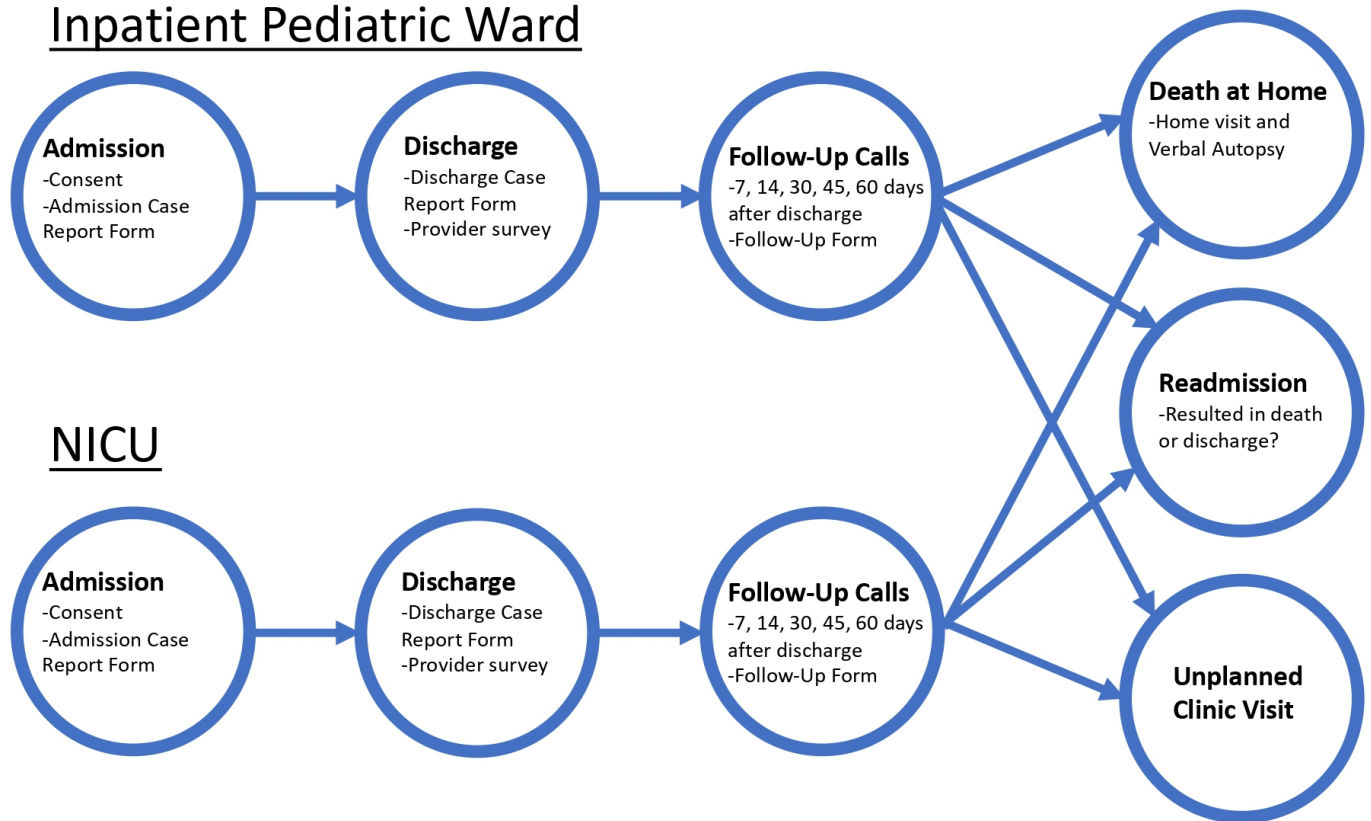 Inpatient Pediatric Ward
Admission
-Consent
-Admission Case
Report Form
Discharge
-Discharge Case
Report Form
-Provider survey
Follow-Up Calls
-7, 14, 30, 45, 60 days
after discharge
-Follow-Up Form
Death at Home
-Home visit and
Verbal Autopsy
Readmission
-Resulted in death
or discharge?
NICU
Admission
-Consent
-Admission Case
Report Form
Discharge
-Discharge Case
Report Form
-Provider survey
Follow-Up Calls
-7, 14, 30, 45, 60 days
after discharge
-Follow-Up Form
Unplanned
Clinic Visit